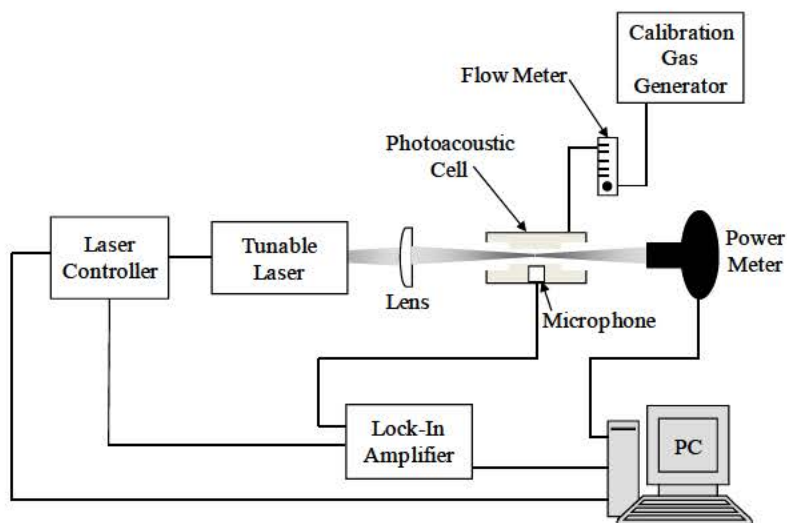 Calibration
Gas
Generator
Flow Meter
Photoacoustic
Cell
Laser
Controller
Tunable
Laser
Lens
Power
Meter
Microphone
Lock-In
Amplifier
PC